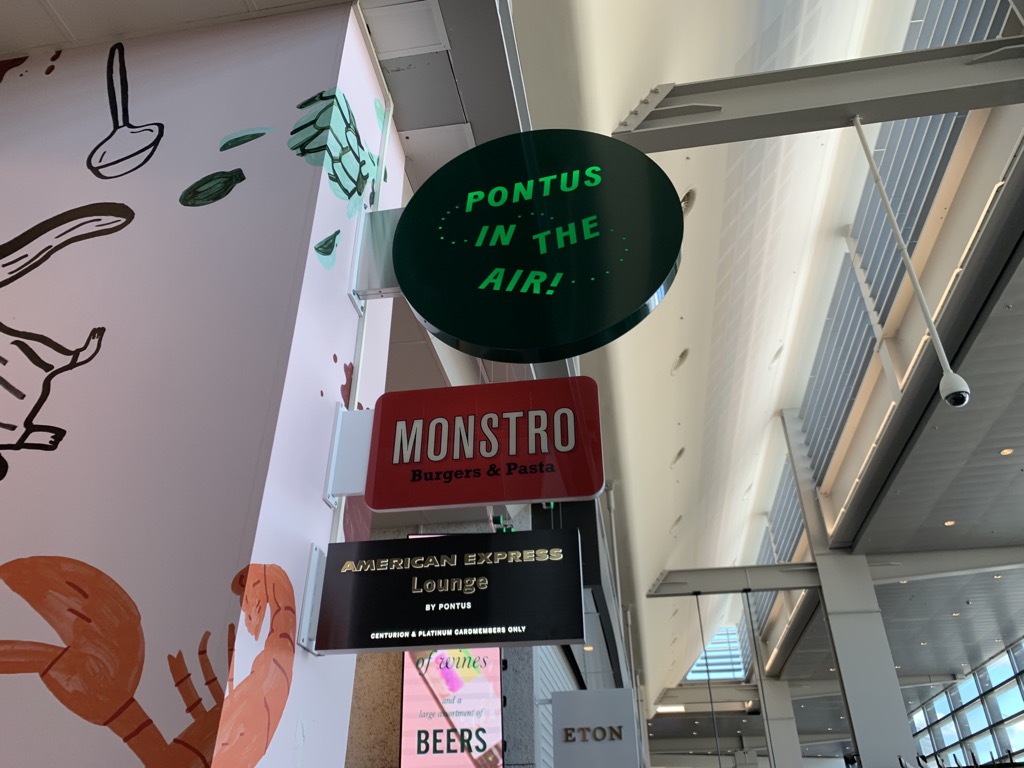 PONTUS
IN THE
AIR!
MONSTRO
Burgers & Pasta
AMERICAN EXPRESS
Lounge
BY PONTUS
CENTURION & PLATINUM CARDMEMBERS ONLY
of wines
and a
large assortment of
BEERS
ETON